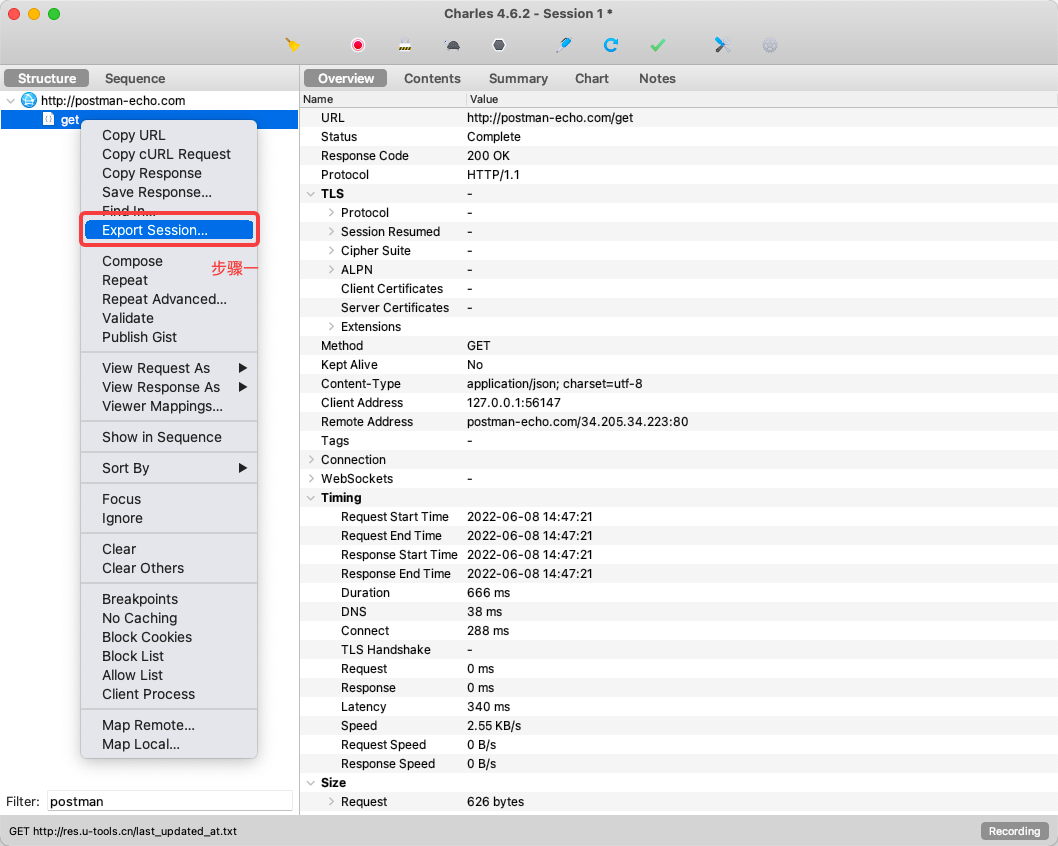 Charles 4.6.2 - Session 1 *
Structure Sequence
http://postman-echo.com
get
Copy URL
Copy cURL Request
Copy Response
Save Response...
Find In...
Export Session...
步骤一
Compose
Repeat
Repeat Advanced...
Validate
Publish Gist
View Request As
View Response As
Viewer Mappings...
Show in Sequence
Sort By
Focus
Ignore
Clear
Clear Others
Breakpoints
No Caching
Block Cookies
Block List
Allow List
Client Process
Map Remote...
Map Local...
Filter: postman
Overview Contents Summary Chart Notes
Name Value
URL http://postman-echo.com/get
Status Complete
Response Code 200 OK
Protocol HTTP/1.1
TLS -
Protocol -
Session Resumed -
Cipher Suite -
ALPN -
Client Certificates -
Server Certificates -
Extensions
Method GET
Kept Alive No
Content-Type application/json; charset=utf-8
Client Address 127.0.0.1:56147
Remote Address postman-echo.com/34.205.34.223:80
Tags -
Connection
WebSockets -
Timing
Request Start Time 2022-06-08 14:47:21
Request End Time 2022-06-08 14:47:21
Response Start Time 2022-06-08 14:47:21
Response End Time 2022-06-08 14:47:21
Duration 666 ms
DNS 38 ms
Connect 288 ms
TLS Handshake -
Request 0 ms
Response 0 ms
Latency 340 ms
Speed 2.55 KB/s
Request Speed 0 B/s
Response Speed 0 B/s
Size
Request 626 bytes
GET http://res.u-tools.cn/last_updated_at.txt
Recording